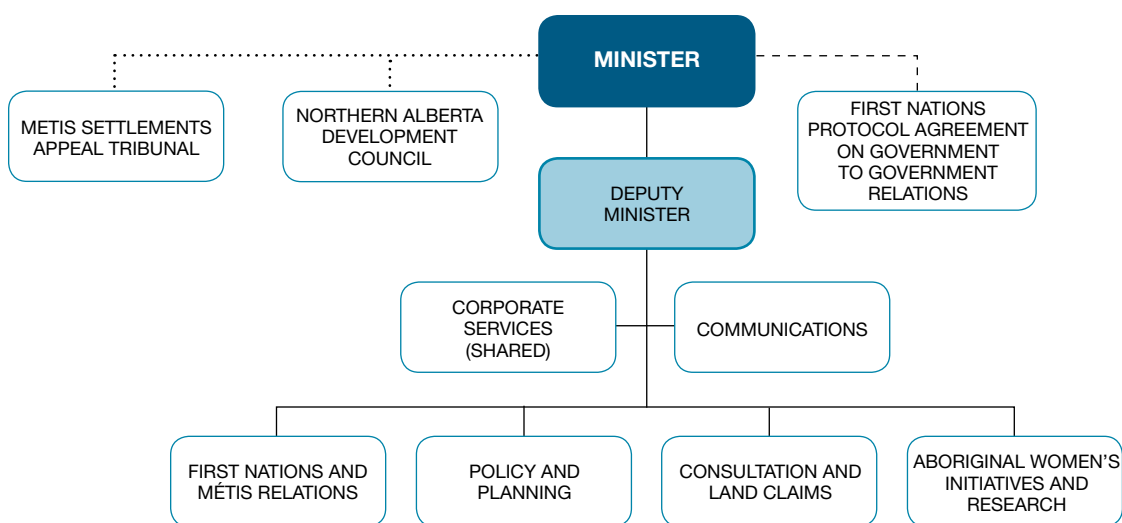 MINISTER
METIS SETTLEMENTS
APPEAL TRIBUNAL
NORTHERN ALBERTA
DEVELOPMENT
COUNCIL
FIRST NATIONS
PROTOCOL AGREEMENT
ON GOVERNMENT
TO GOVERNMENT
RELATIONS
DEPUTY
MINISTER
CORPORATE
SERVICES
(SHARED)
COMMUNICATIONS
FIRST NATIONS AND
MÉTIS RELATIONS
POLICY AND
PLANNING
CONSULTATION AND
LAND CLAIMS
ABORIGINAL WOMEN'S
INITIATIVES AND
RESEARCH